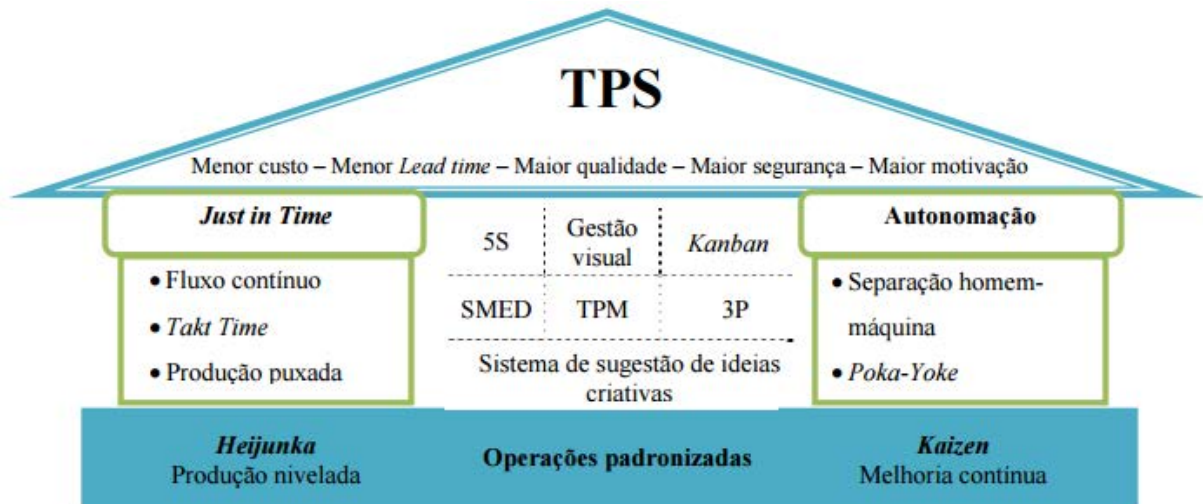 TPS
Menor custo – Menor Lead time – Maior qualidade – Maior segurança – Maior motivação
Just in Time
• Fluxo contínuo
• Takt Time
• Produção puxada
5S
Gestão
visual
Kanban
SMED
TPM
3P
Sistema de sugestão de ideias
criativas
Autonomação
• Separação homem-
máquina
• Poka-Yoke
Heijunka
Produção nivelada
Operações padronizadas
Kaizen
Melhoria contínua